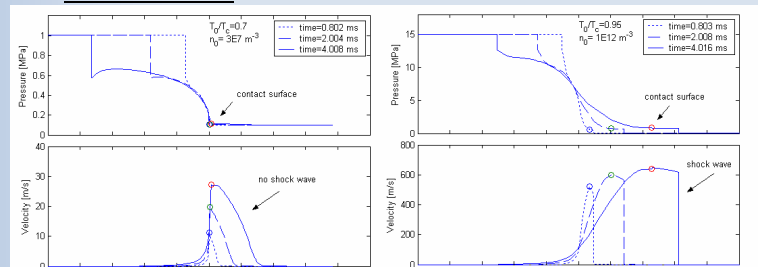 Pressure [MPa]
1
0.8
0.6
0.4
0.2
0
T0/Tc=0.7
n0= 3E7 m-3
time=0.802 ms
time=2.004 ms
time=4.008 ms
contact surface
Velocity [m/s]
40
30
20
10
0
no shock wave
Pressure [MPa]
15
10
5
0
T0/Tc=0.95
n0= 1E12 m-3
time=0.803 ms
time=2.008 ms
time=4.016 ms
contact surface
Velocity [m/s]
800
600
400
200
0
shock wave